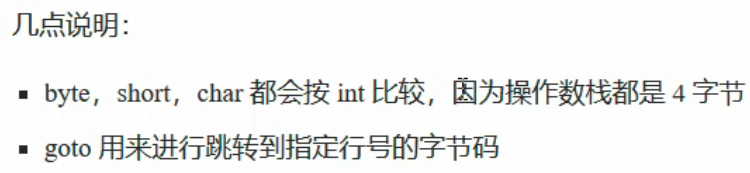 几点说明：
▪ byte，short，char 都会按 int 比较，因为操作数栈都是 4 字节
▪ goto 用来进行跳转到指定行号的字节码